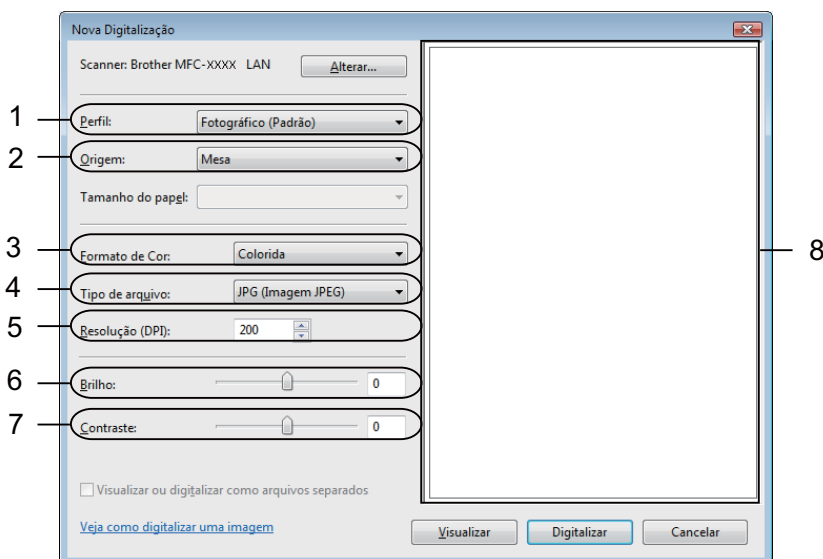 Nova Digitalização
Scanner: Brother MFC-XXXX LAN
Alterar...
1
Perfil:
Fotográfico (Padrão)
2
Origem:
Mesa
Tamanho do papel:
3
Formato de Cor:
Colorida
4
Tipo de arquivo:
JPG (Imagem JPEG)
5
Resolução (DPI):
200
6
Brilho:
0
7
Contraste:
0
8
Visualizar ou digitalizar como arquivos separados
Veja como digitalizar uma imagem
Visualizar
Digitalizar
Cancelar